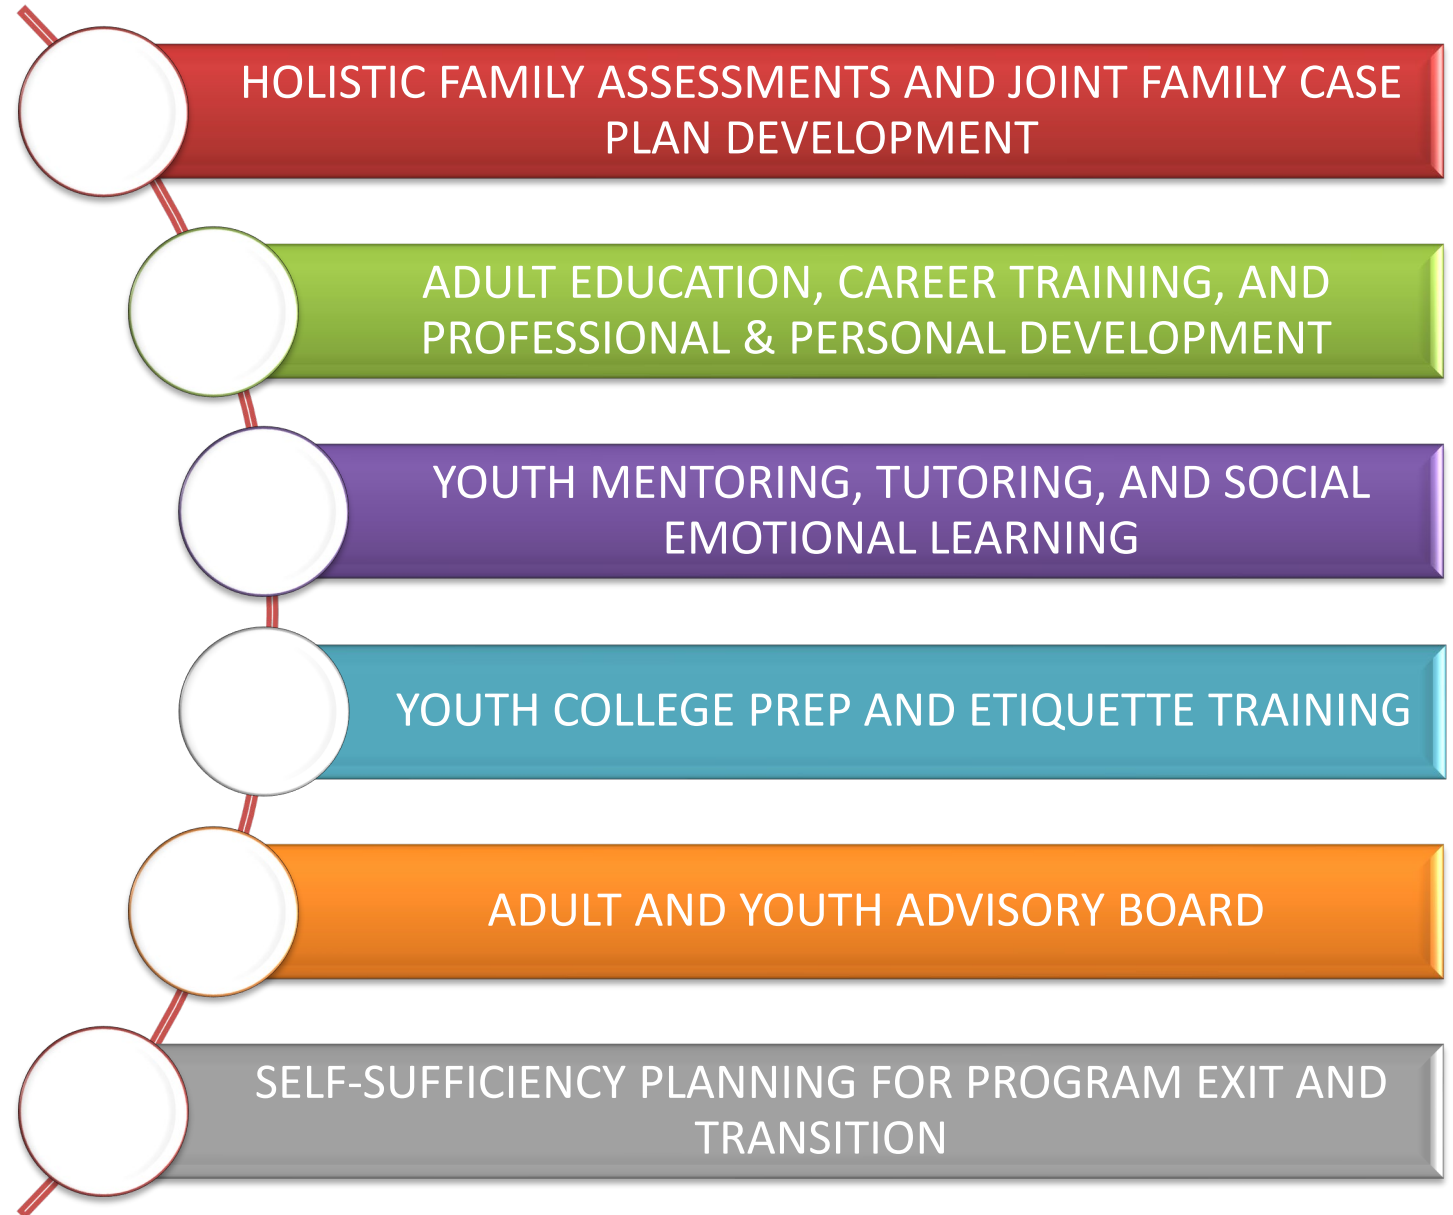 HOLISTIC FAMILY ASSESSMENTS AND JOINT FAMILY CASE
PLAN DEVELOPMENT
ADULT EDUCATION, CAREER TRAINING, AND
PROFESSIONAL & PERSONAL DEVELOPMENT
YOUTH MENTORING, TUTORING, AND SOCIAL
EMOTIONAL LEARNING
YOUTH COLLEGE PREP AND ETIQUETTE TRAINING
ADULT AND YOUTH ADVISORY BOARD
SELF-SUFFICIENCY PLANNING FOR PROGRAM EXIT AND
TRANSITION